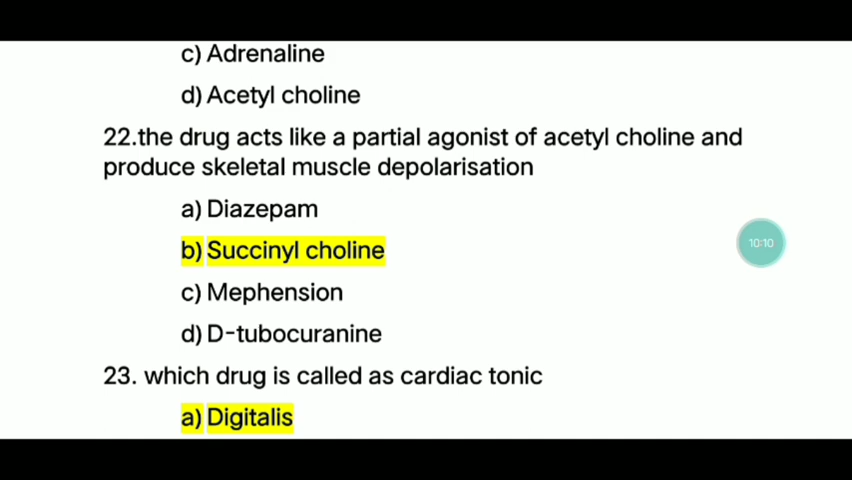 c) Adrenaline
d) Acetyl choline
22.the drug acts like a partial agonist of acetyl choline and
produce skeletal muscle depolarisation
a) Diazepam
b) Succinyl choline
10:10
c) Mephension
d) D-tubocuranine
23. which drug is called as cardiac tonic
a) Digitalis